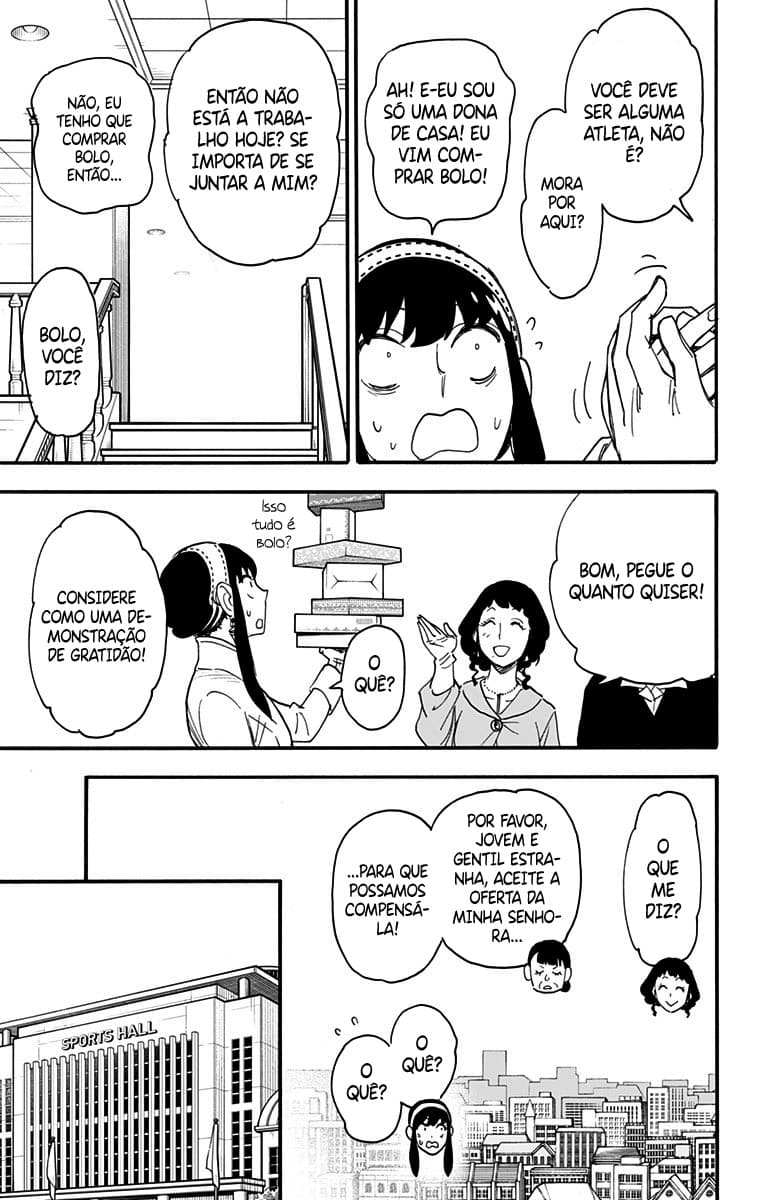 VOCÊ DEVE
SER ALGUMA
ATLETA, NÃO
É?
MORA
POR
AQUI?
AH! E-EU SOU
SÓ UMA DONA
DE CASA! EU
VIM COM-
PRAR BOLO!
ENTÃO NÃO
ESTÁ A TRABA-
LHO HOJE? SE
IMPORTA DE SE
JUNTAR A MIM?
NÃO, EU
TENHO QUE
COMPRAR
BOLO,
ENTÃO...
BOLO,
VOCÊ
DIZ?
BOM, PEGUE O
QUANTO QUISER!
O
QUÊ?
Isso
tudo é
Bolo?
CONSIDERE
COMO UMA DE-
MONSTRAÇÃO
DE GRATIDÃO!
O
QUE
ME
DIZ?
POR FAVOR,
JOVEM E
GENTIL ESTRA-
NHA, ACEITE A
OFERTA DA
MINHA SENHO-
RA...
...PARA QUE
POSSAMOS
COMPENSÁ-
LA!
O
QUÊ?
O
QUÊ?
SPORTS HALL